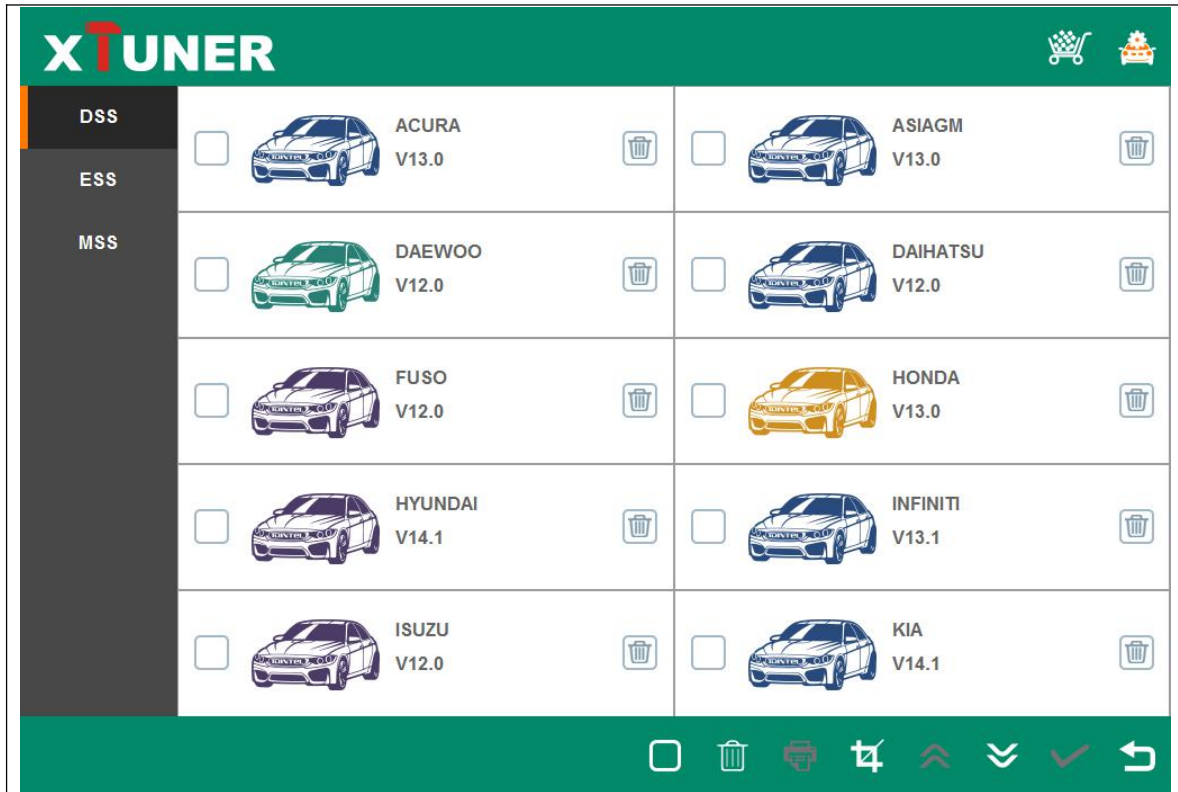 XTUNER
DSS
ESS
MSS
ACURA
V13.0
ASIAGM
V13.0
DAEWOO
V12.0
DAIHATSU
V12.0
FUSO
V12.0
HONDA
V13.0
HYUNDAI
V14.1
INFINITI
V13.1
ISUZU
V12.0
KIA
V14.1